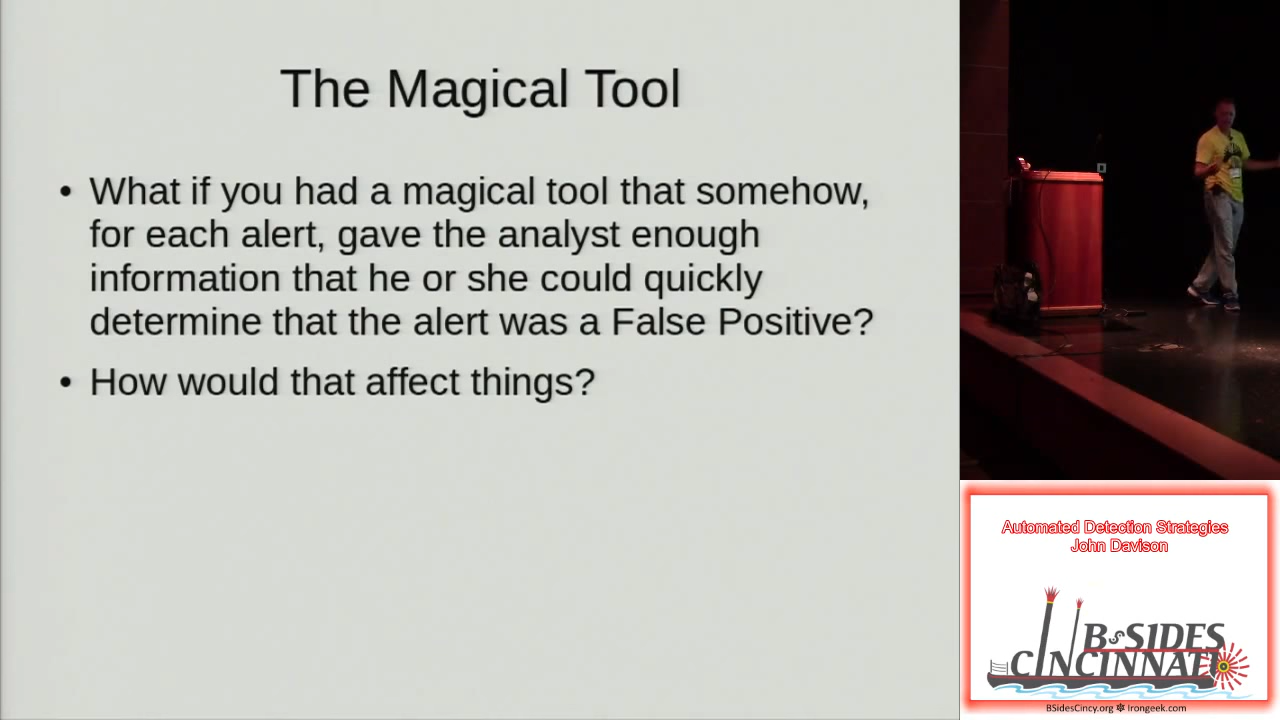 The Magical Tool
• What if you had a magical tool that somehow,
for each alert, gave the analyst enough
information that he or she could quickly
determine that the alert was a False Positive?
• How would that affect things?
Automated Detection Strategies
John Davison
BSIDES
CINCINNATI
BSidesCincy.org ✽ Irongeek.com